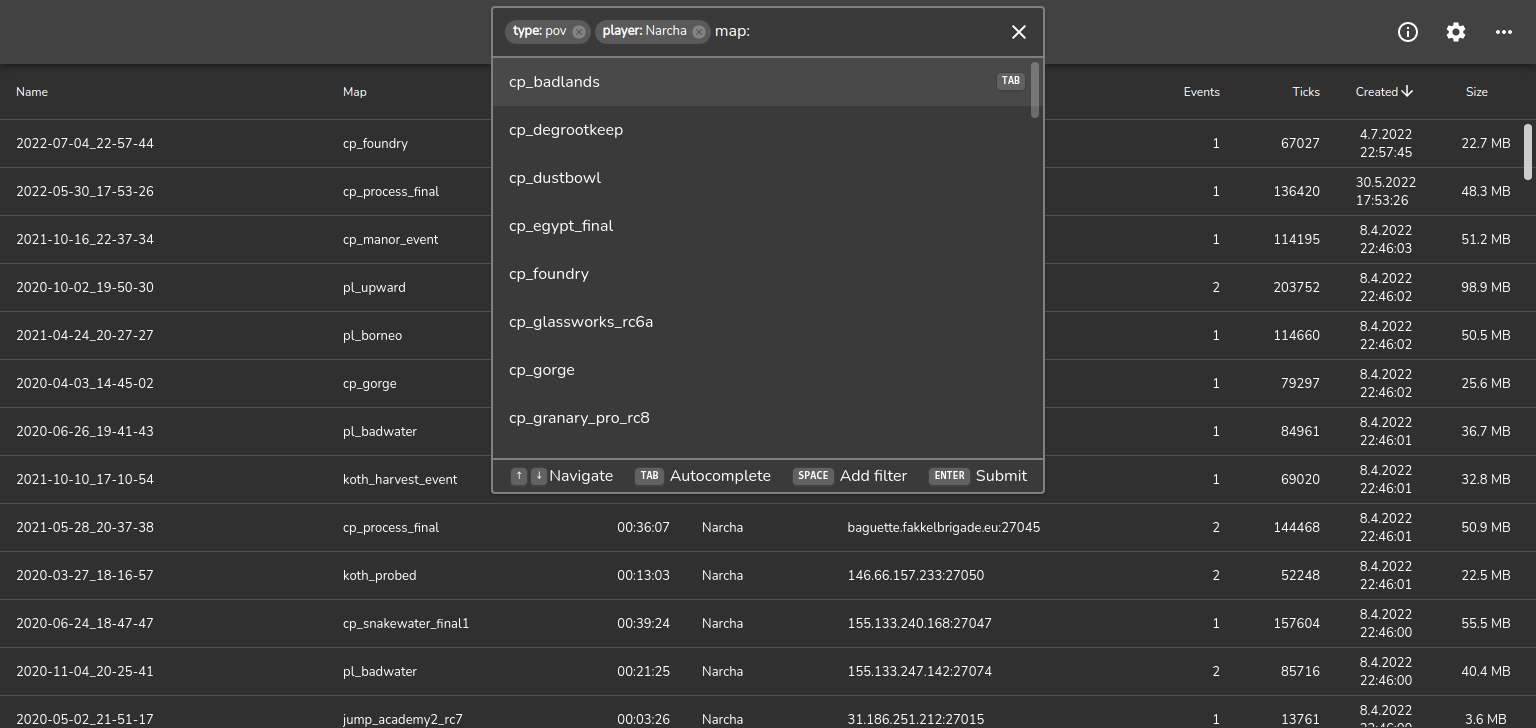 type: pov player: Narcha map:
cp_badlands TAB
cp_degrootkeep
cp_dustbowl
cp_egypt_final
cp_foundry
cp_glassworks_rc6a
cp_gorge
cp_granary_pro_rc8
↑ ↓ Navigate TAB Autocomplete SPACE Add filter ENTER Submit
Name Map Events Ticks Created Size
2022-07-04_22-57-44 cp_foundry 1 67027 4.7.2022 22:57:45 22.7 MB
2022-05-30_17-53-26 cp_process_final 1 136420 30.5.2022 17:53:26 48.3 MB
2021-10-16_22-37-34 cp_manor_event 1 114195 8.4.2022 22:46:03 51.2 MB
2020-10-02_19-50-30 pl_upward 2 203752 8.4.2022 22:46:02 98.9 MB
2021-04-24_20-27-27 pl_borneo 1 114660 8.4.2022 22:46:02 50.5 MB
2020-04-03_14-45-02 cp_gorge 1 79297 8.4.2022 22:46:02 25.6 MB
2020-06-26_19-41-43 pl_badwater 1 84961 8.4.2022 22:46:01 36.7 MB
2021-10-10_17-10-54 koth_harvest_event 1 69020 8.4.2022 22:46:01 32.8 MB
2021-05-28_20-37-38 cp_process_final 00:36:07 Narcha baguette.fakkelbrigade.eu:27045 2 144468 8.4.2022 22:46:01 50.9 MB
2020-03-27_18-16-57 koth_probed 00:13:03 Narcha 146.66.157.233:27050 2 52248 8.4.2022 22:46:01 22.5 MB
2020-06-24_18-47-47 cp_snakewater_final1 00:39:24 Narcha 155.133.240.168:27047 1 157604 8.4.2022 22:46:00 55.5 MB
2020-11-04_20-25-41 pl_badwater 00:21:25 Narcha 155.133.247.142:27074 2 85716 8.4.2022 22:46:00 40.4 MB
2020-05-02_21-51-17 jump_academy2_rc7 00:03:26 Narcha 31.186.251.212:27015 1 13761 8.4.2022 3.6 MB